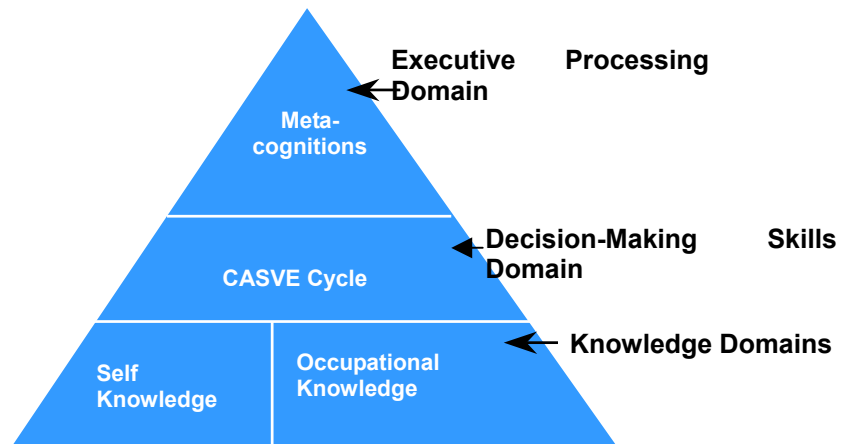 Executive Processing
Domain
Meta-
cognitions
Decision-Making Skills
Domain
CASVE Cycle
Knowledge Domains
Self
Knowledge
Occupational
Knowledge